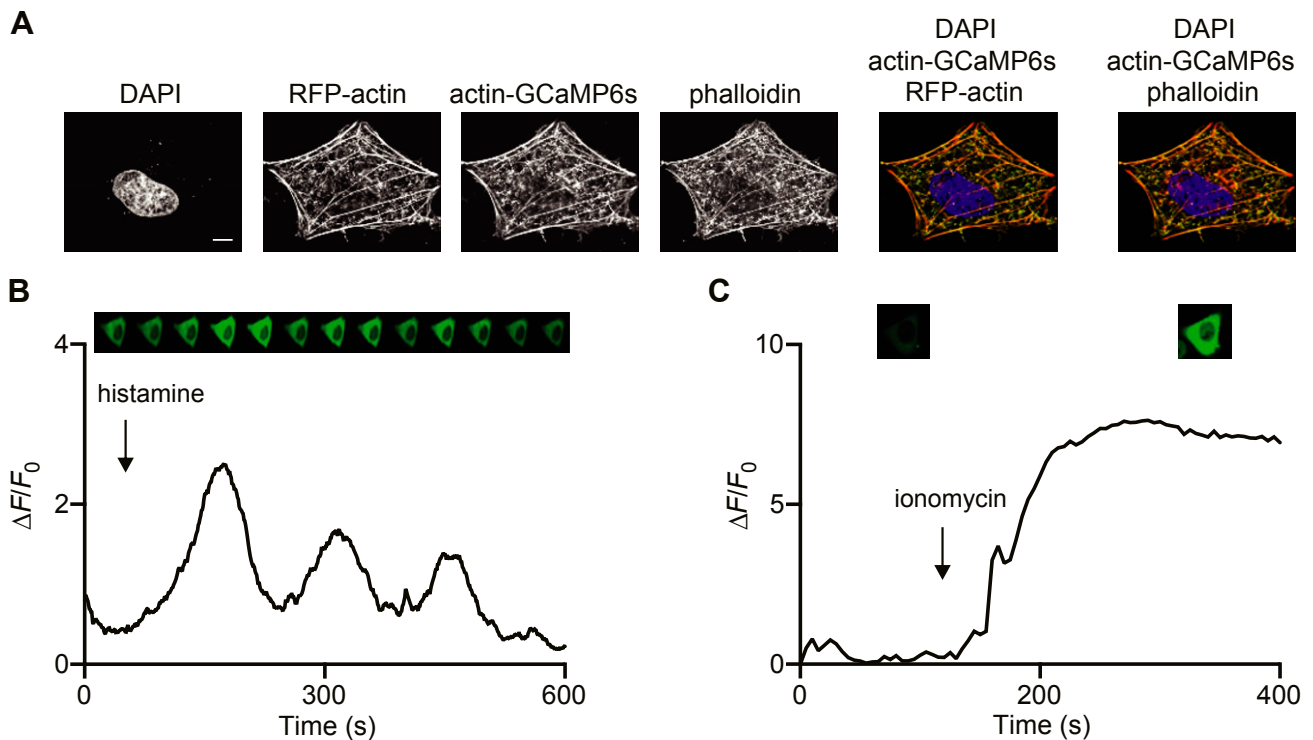 A
DAPI
RFP-actin
actin-GCaMP6s
phalloidin
DAPI
actin-GCaMP6s
RFP-actin
DAPI
actin-GCaMP6s
phalloidin
B
4
2
0
ΔF/F0
histamine
0
300
600
Time (s)
C
10
5
0
ΔF/F0
ionomycin
0
200
400
Time (s)